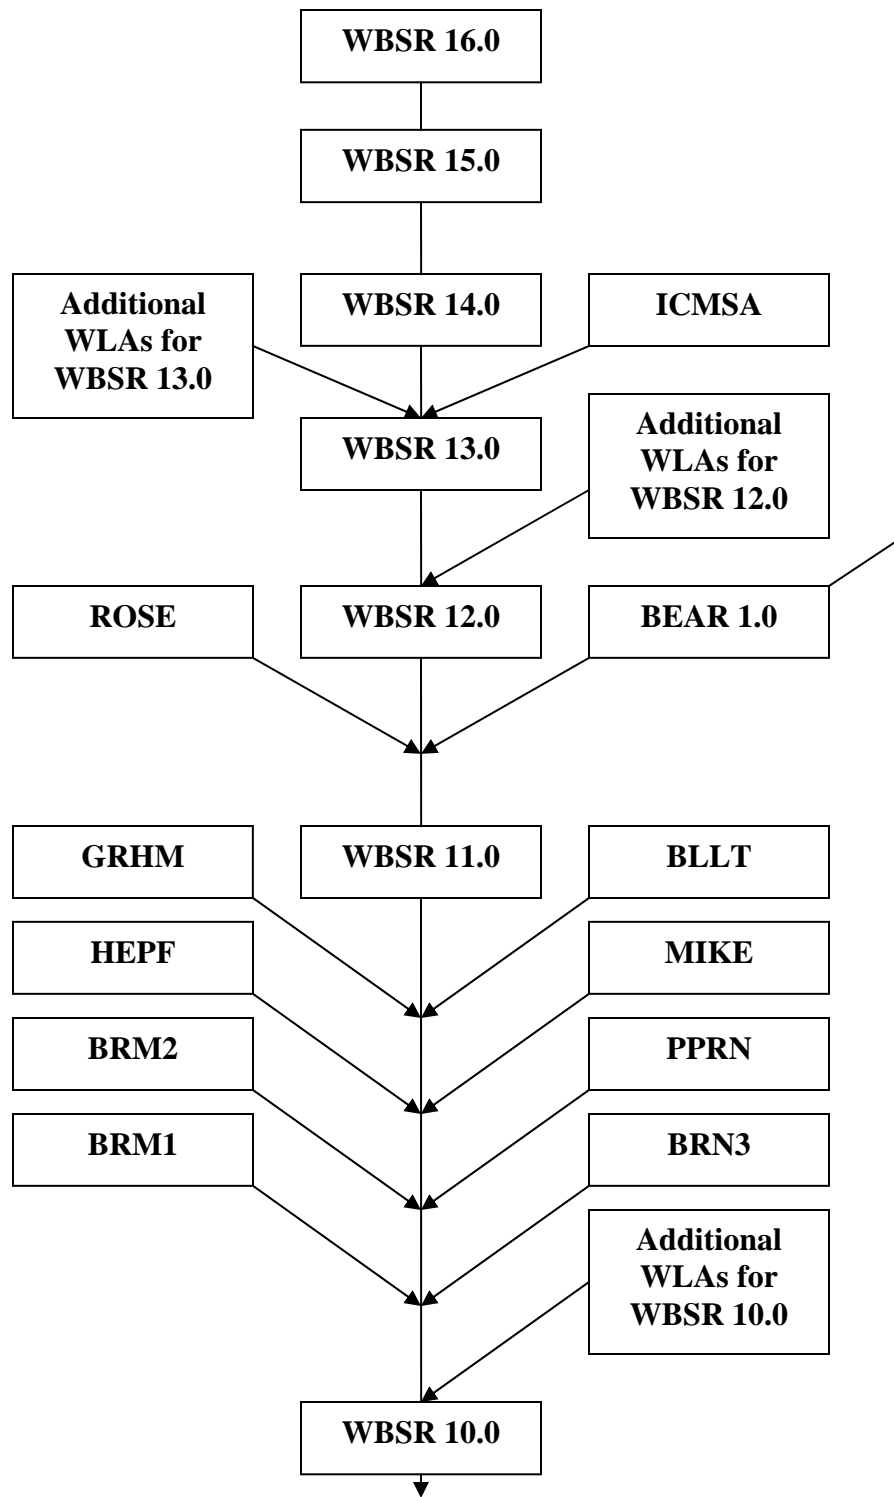 WBSR 16.0
WBSR 15.0
Additional
WLAs for
WBSR 13.0
WBSR 14.0
ICMSA
WBSR 13.0
Additional
WLAs for
WBSR 12.0
ROSE
WBSR 12.0
BEAR 1.0
GRHM
WBSR 11.0
BLLT
HEPF
MIKE
BRM2
PPRN
BRM1
BRN3
Additional
WLAs for
WBSR 10.0
WBSR 10.0